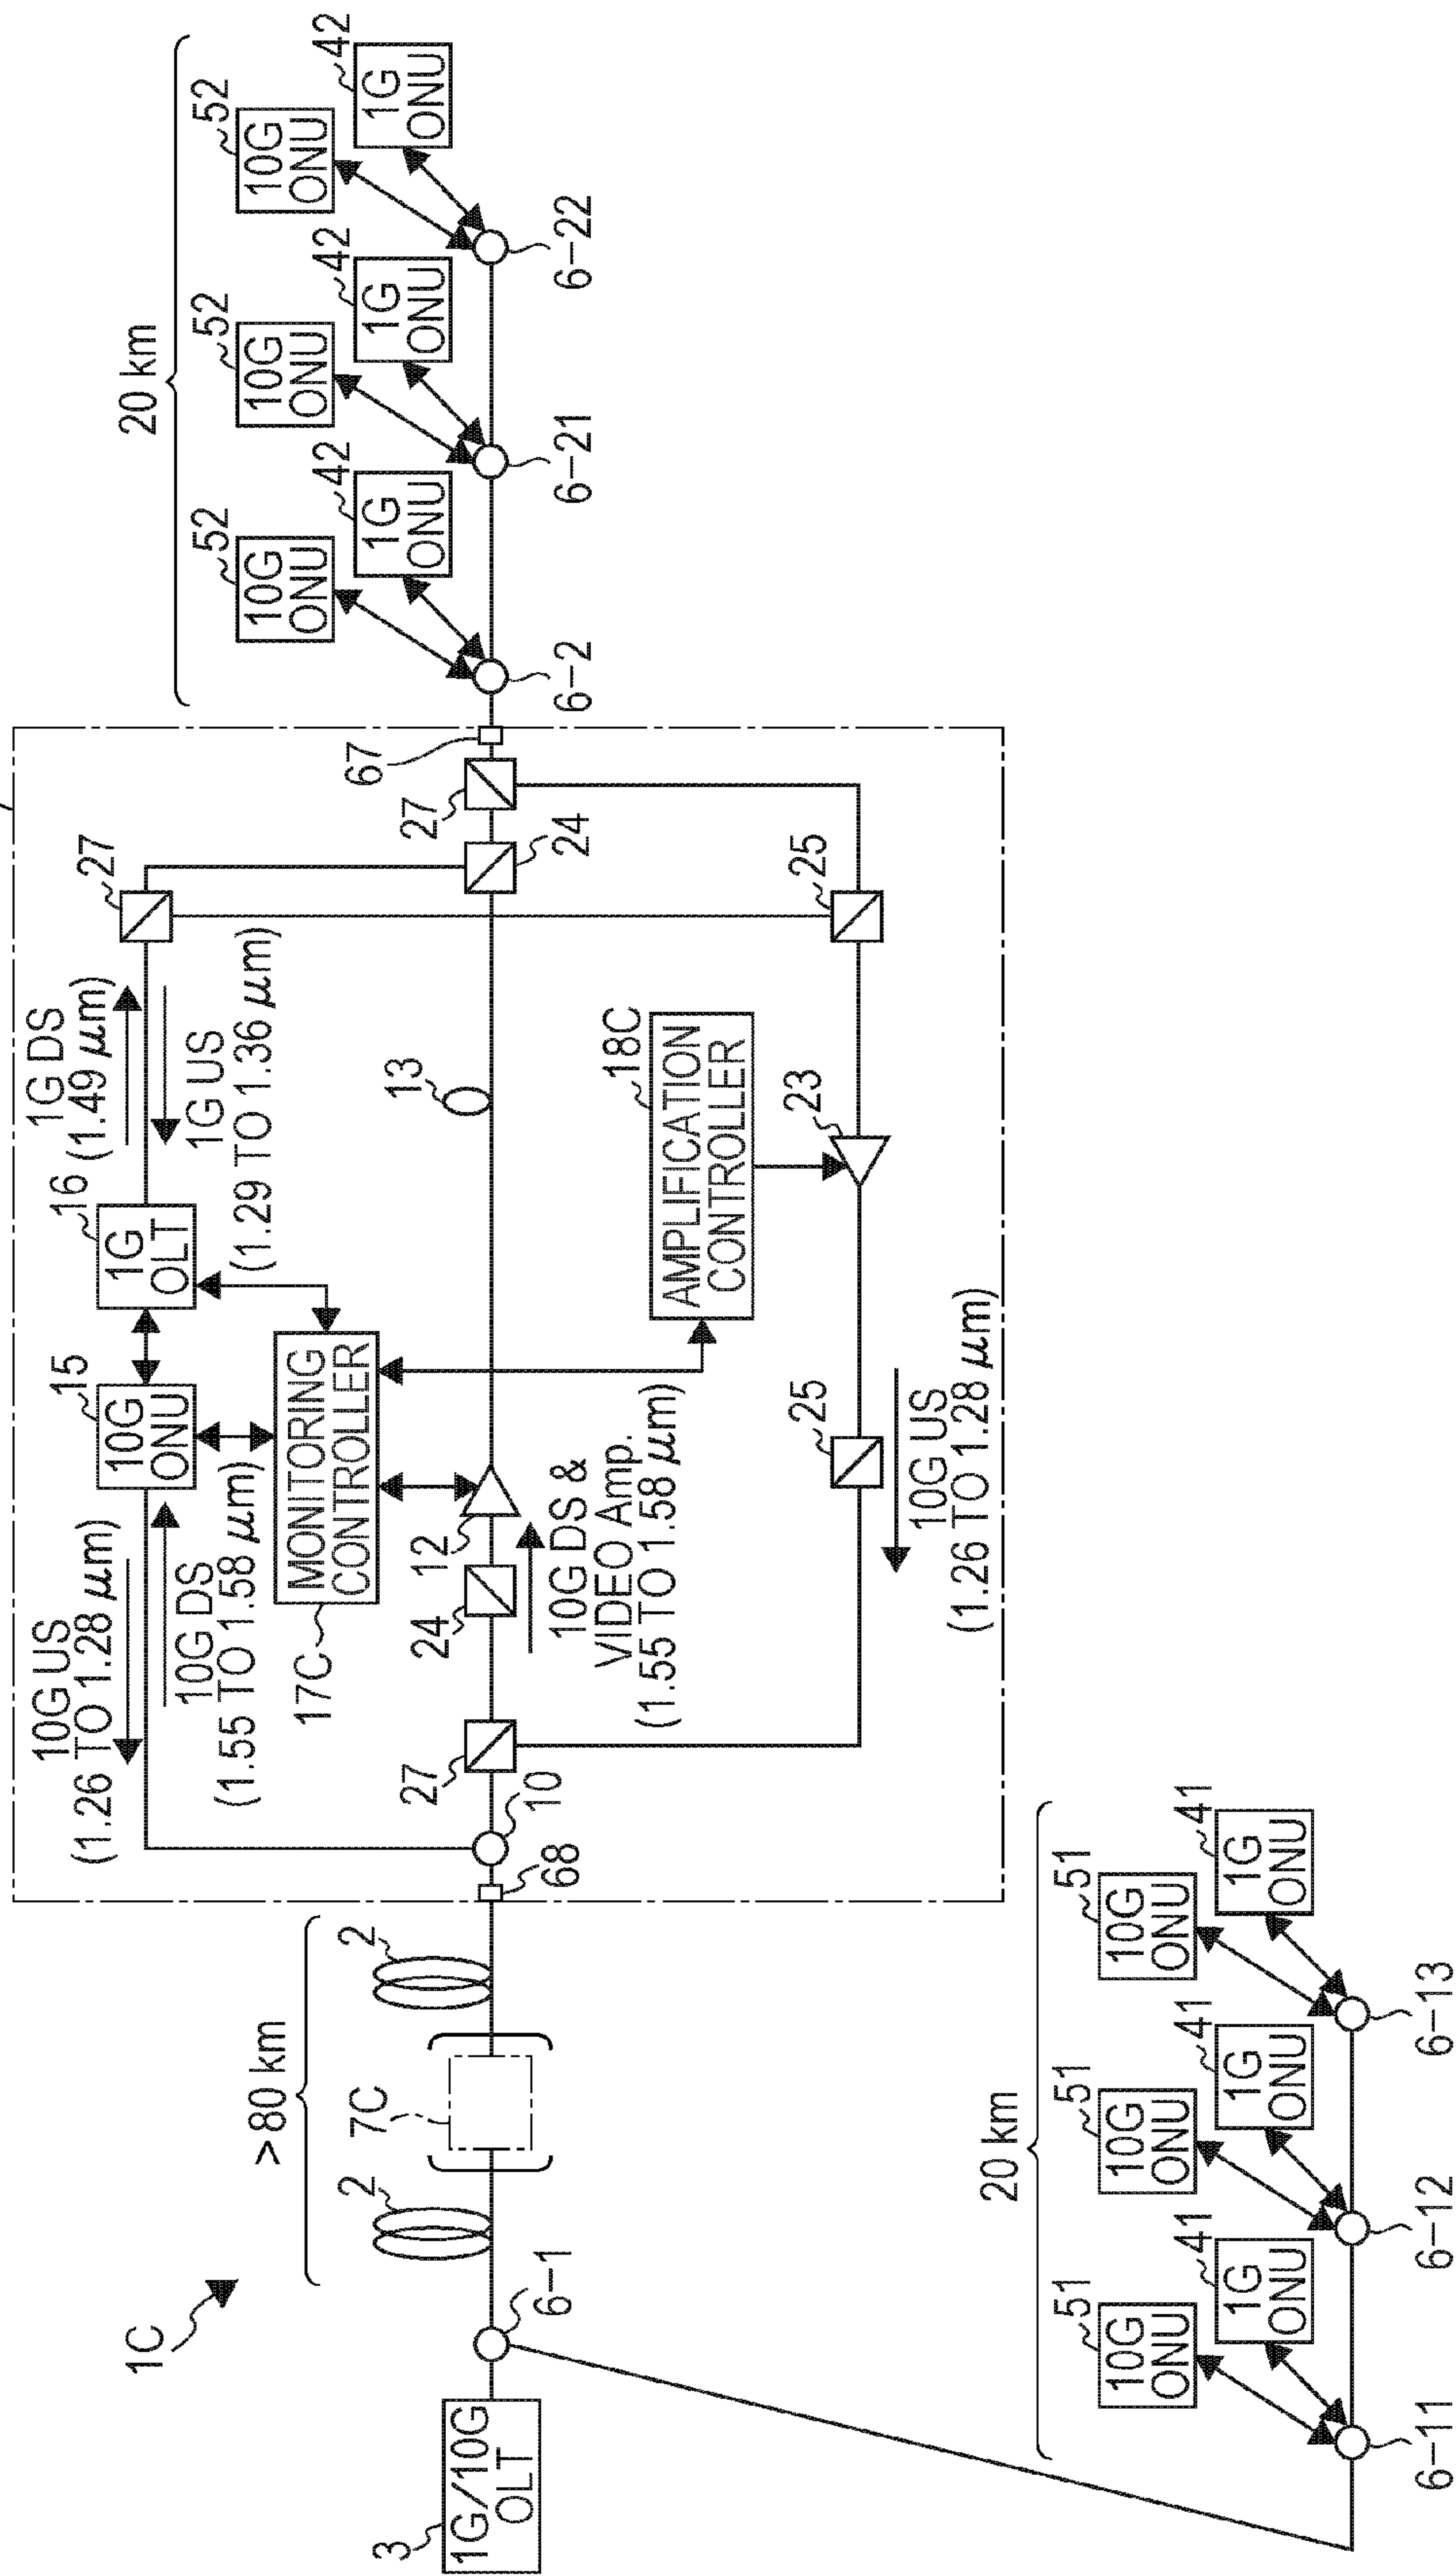 1C
3
1G/10G
OLT
6-1
>80 km
2
7C
2
68
10
10G US
(1.26 TO 1.28 μm)
10G DS
(1.55 TO 1.58 μm)
15
10G
ONU
16
1G
OLT
1G DS
(1.49 μm)
1G US
(1.29 TO 1.36 μm)
27
17C
MONITORING
CONTROLLER
27
24
12
10G DS &
VIDEO Amp.
(1.55 TO 1.58 μm)
13
24
27
67
18C
AMPLIFICATION
CONTROLLER
23
25
25
10G US
(1.26 TO 1.28 μm)
20 km
52
10G
ONU
42
1G
ONU
52
10G
ONU
42
1G
ONU
52
10G
ONU
42
1G
ONU
6-2
6-21
6-22
20 km
51
10G
ONU
41
1G
ONU
51
10G
ONU
41
1G
ONU
51
10G
ONU
41
1G
ONU
6-11
6-12
6-13